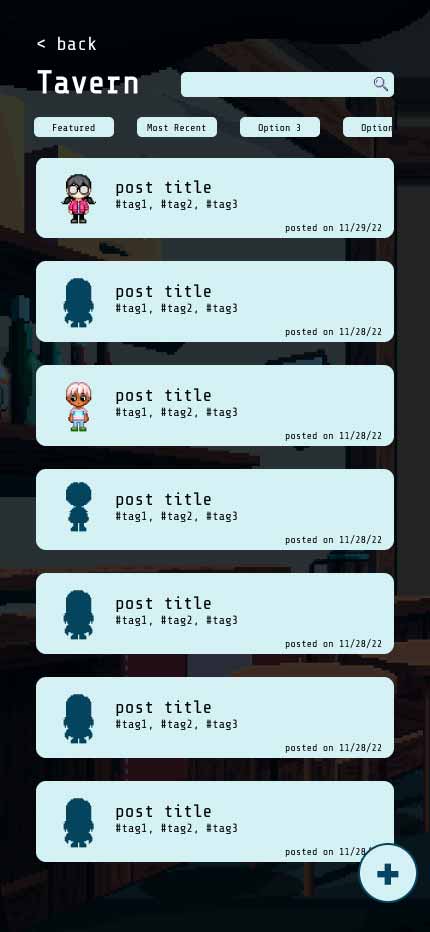 < back
Tavern
Featured
Most Recent
Option 3
Option
post title
#tag1, #tag2, #tag3
posted on 11/29/22
post title
#tag1, #tag2, #tag3
posted on 11/28/22
post title
#tag1, #tag2, #tag3
posted on 11/28/22
post title
#tag1, #tag2, #tag3
posted on 11/28/22
post title
#tag1, #tag2, #tag3
posted on 11/28/22
post title
#tag1, #tag2, #tag3
posted on 11/28/22
post title
#tag1, #tag2, #tag3
posted on 11/28/